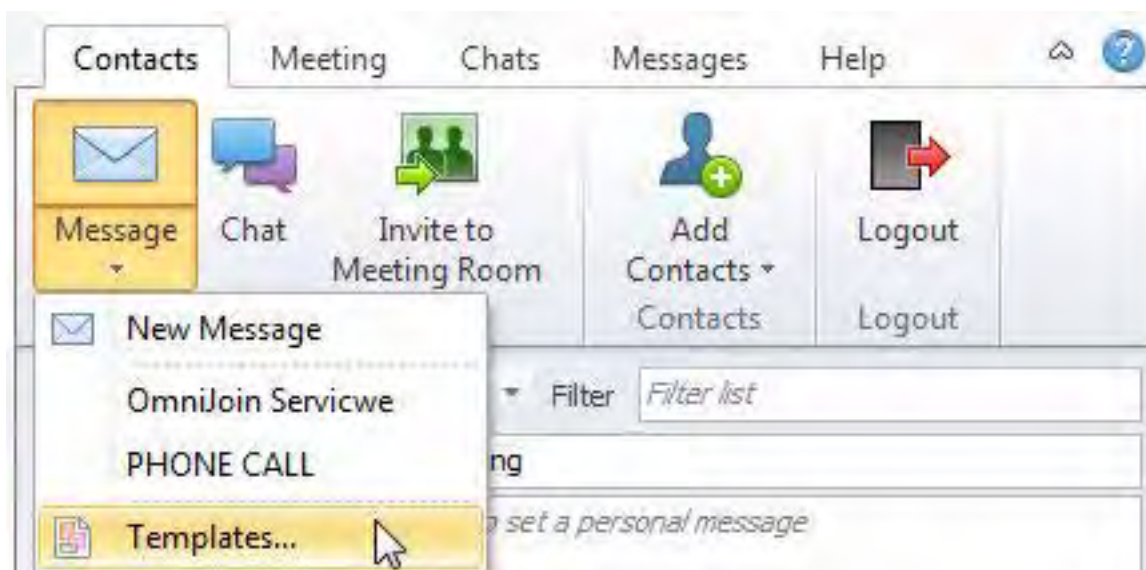 Contacts Meeting Chats Messages Help
Message Chat Invite to Meeting Room Add Contacts Logout
Contacts Logout
New Message
OmniJoin Servicwe
Filter Filter list
PHONE CALL
ng
Templates...
set a personal message